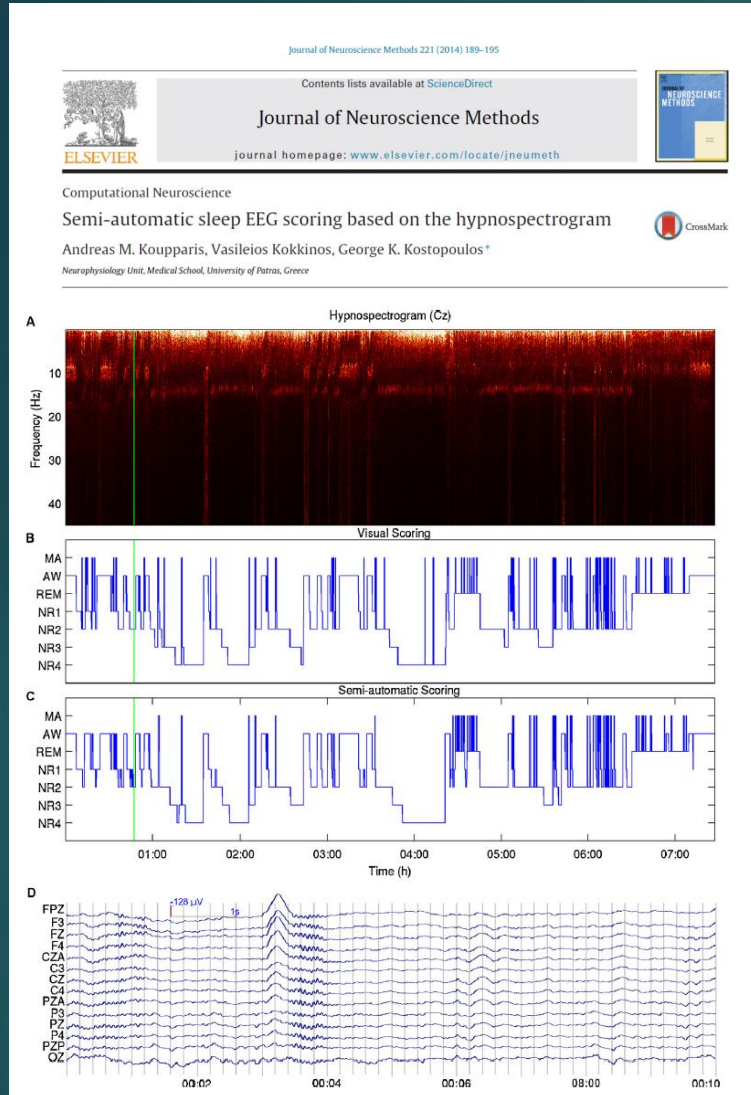 Journal of Neuroscience Methods 221 (2014) 189–195
Contents lists available at ScienceDirect
Journal of Neuroscience Methods
journal homepage: www.elsevier.com/locate/jneumeth
ELSEVIER
JOURNAL OF
NEUROSCIENCE
METHODS
Computational Neuroscience
Semi-automatic sleep EEG scoring based on the hypnospectrogram
CrossMark
Andreas M. Koupparis, Vasileios Kokkinos, George K. Kostopoulos*
Neurophysiology Unit, Medical School, University of Patras, Greece
A
Hypnospectrogram (Cz)
Frequency (Hz)
10
20
30
40
B
Visual Scoring
MA
AW
REM
NR1
NR2
NR3
NR4
C
Semi-automatic Scoring
MA
AW
REM
NR1
NR2
NR3
NR4
01:00 02:00 03:00 04:00 05:00 06:00 07:00
Time (h)
D
-128 μV
1s
FPZ
F3
FZ
F4
CZA
C3
CZ
C4
PZA
P3
PZ
P4
PZP
OZ
00:02 00:04 00:06 08:00 00:10